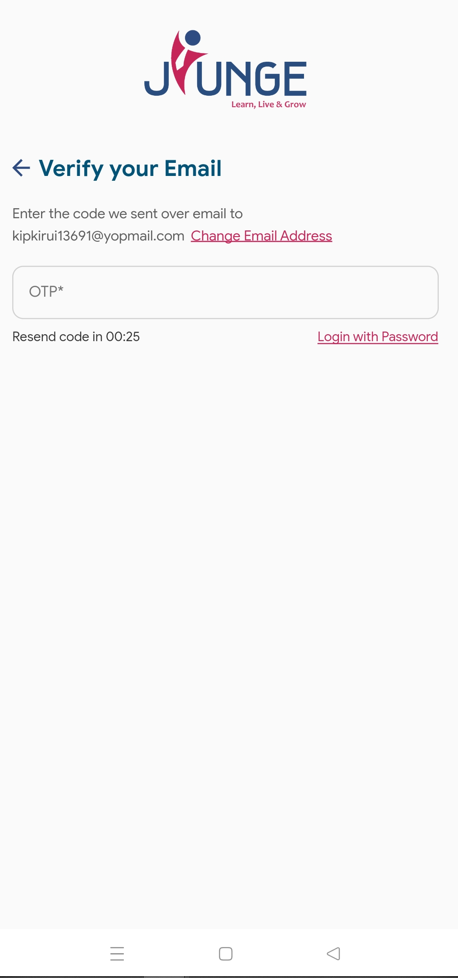 JIUNGE
Learn, Live & Grow
Verify your Email
Enter the code we sent over email to
kipkirui13691@yopmail.com Change Email Address
OTP*
Resend code in 00:25 Login with Password